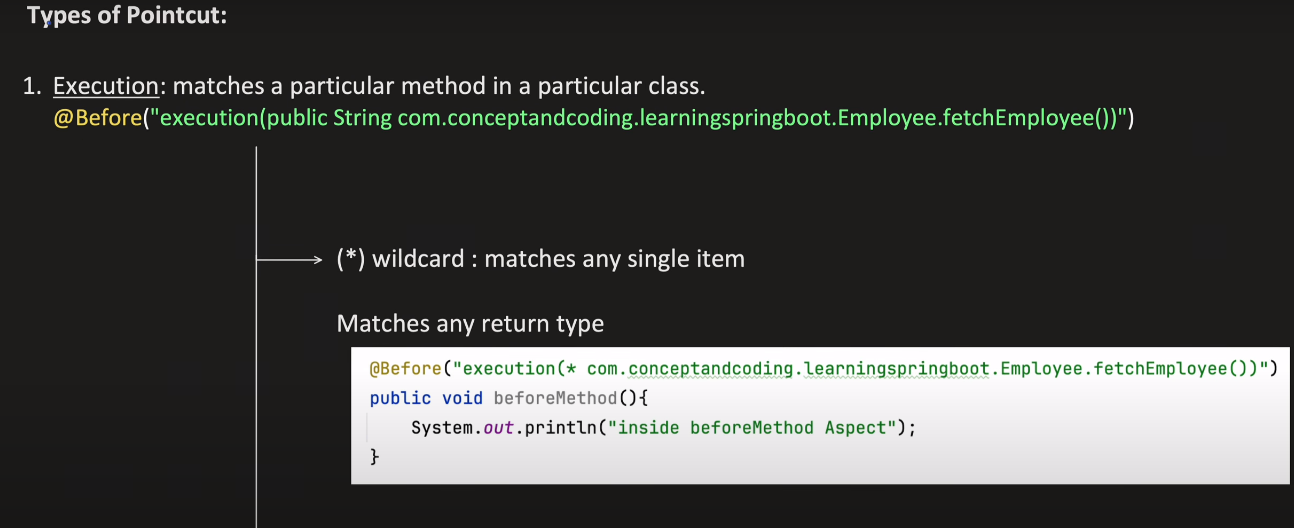 Types of Pointcut:
1. Execution: matches a particular method in a particular class.
@Before("execution(public String com.conceptandcoding.learningspringboot.Employee.fetchEmployee())")
(*) wildcard : matches any single item
Matches any return type
@Before("execution(* com.conceptandcoding.learningspringboot.Employee.fetchEmployee())")
public void beforeMethod(){
    System.out.println("inside beforeMethod Aspect");
}